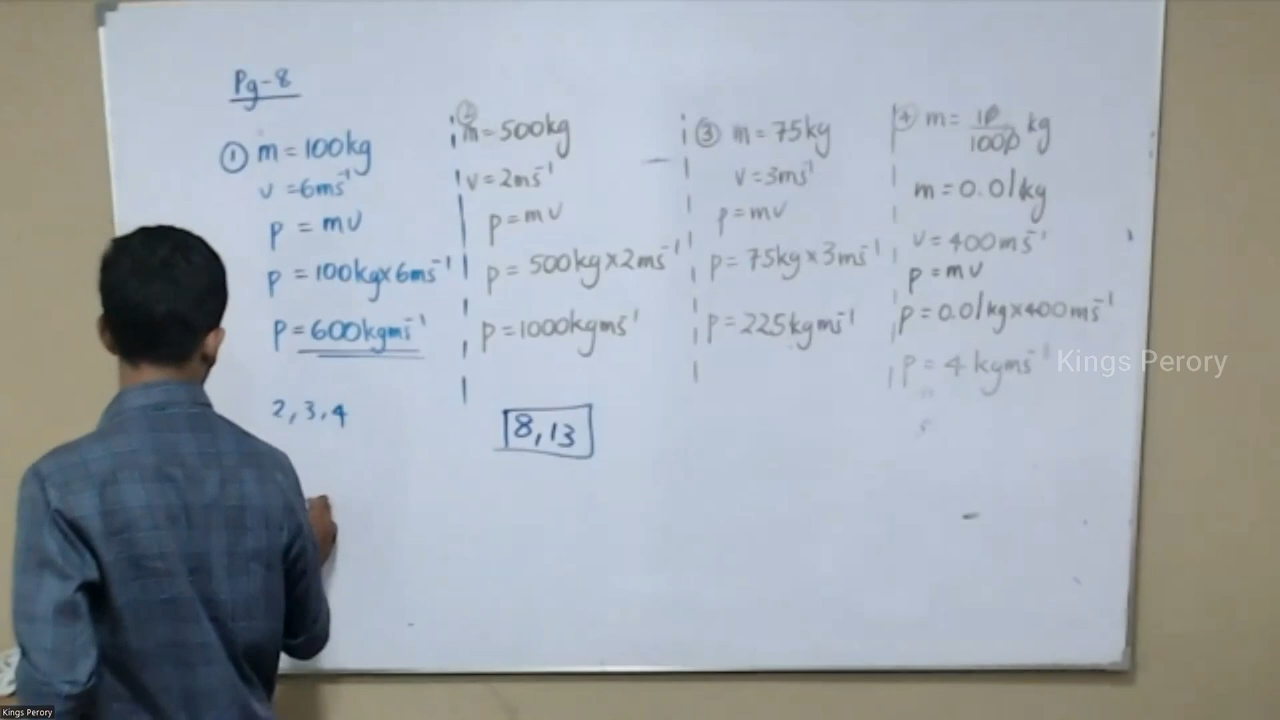 Pg-8
① m = 100kg
v = 6ms⁻¹
p = mv
p = 100kg×6ms⁻¹
p = 600kgms⁻¹
2,3,4
② m = 500kg
v = 2ms⁻¹
p = mv
p = 500kg×2ms⁻¹
p = 1000kgms⁻¹
8,13
③ m = 75kg
v = 3ms⁻¹
p = mv
p = 75kg×3ms⁻¹
p = 225kgms⁻¹
④ m = 10/1000 kg
m = 0.01kg
v = 400ms⁻¹
p = mv
p = 0.01kg×400ms⁻¹
p = 4 kgms⁻¹
Kings Perory
Kings Perory